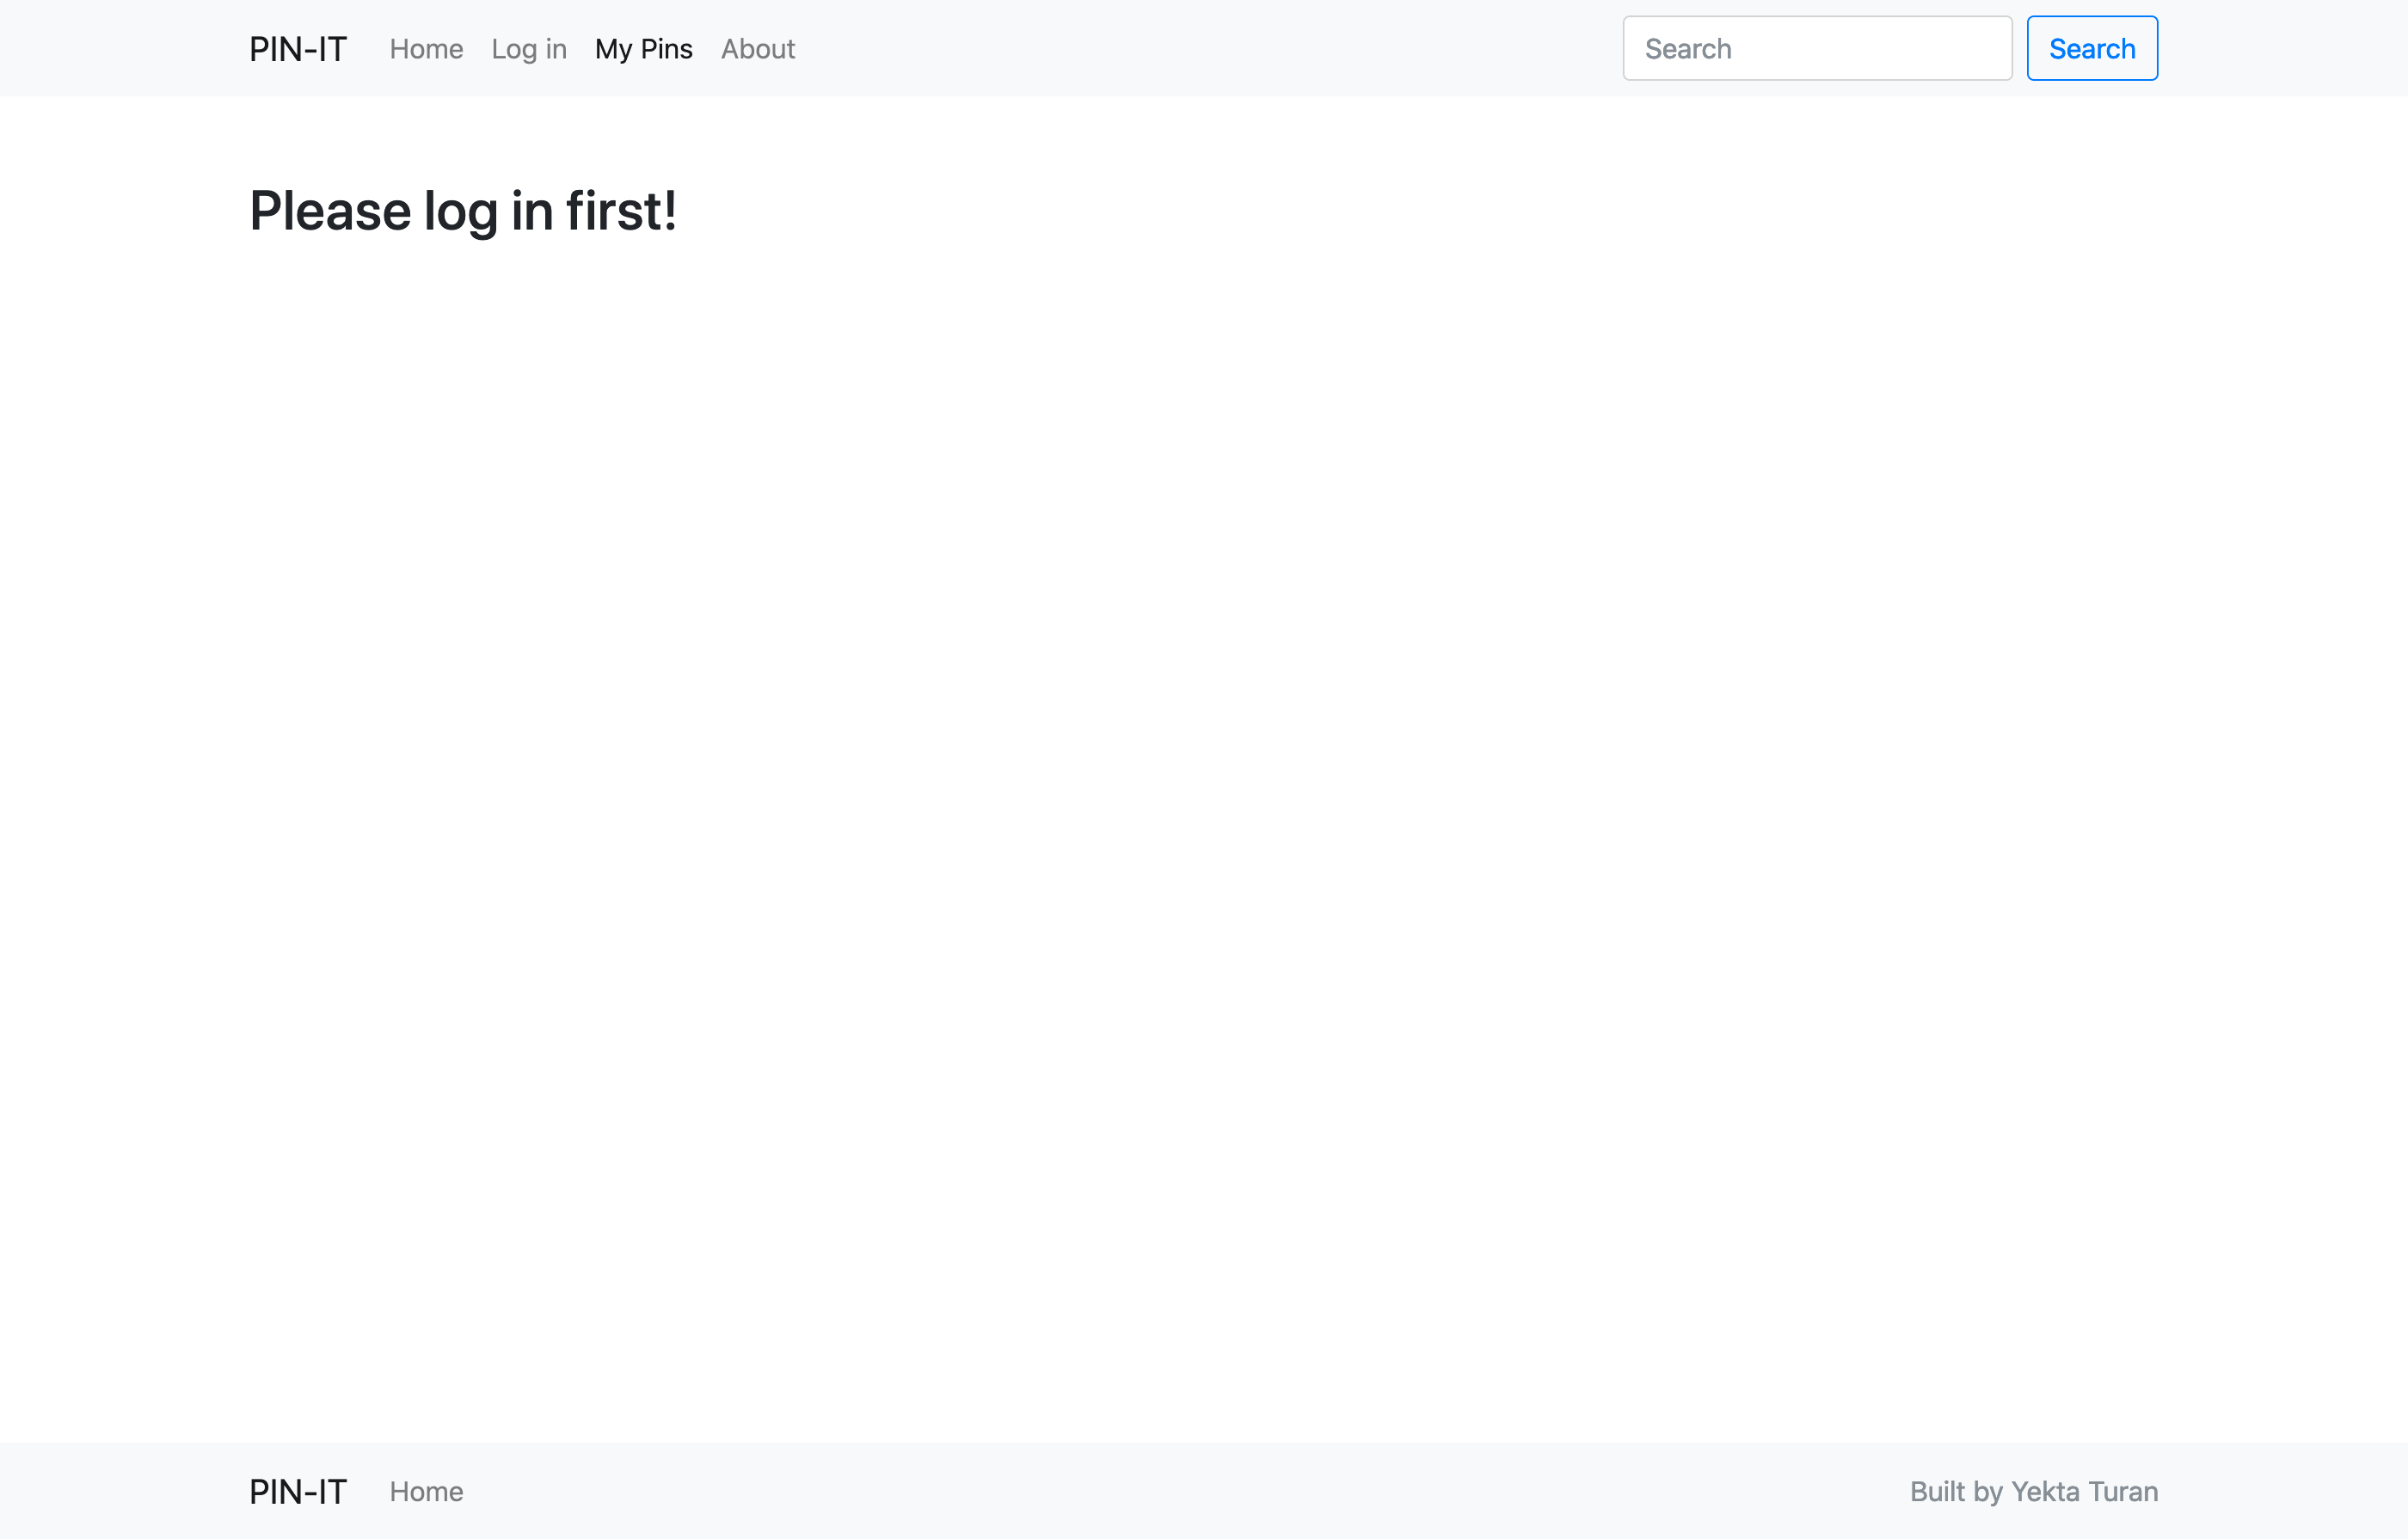 PIN-IT Home Log in My Pins About Search Search
Please log in first!
PIN-IT Home Built by Yekta Turan